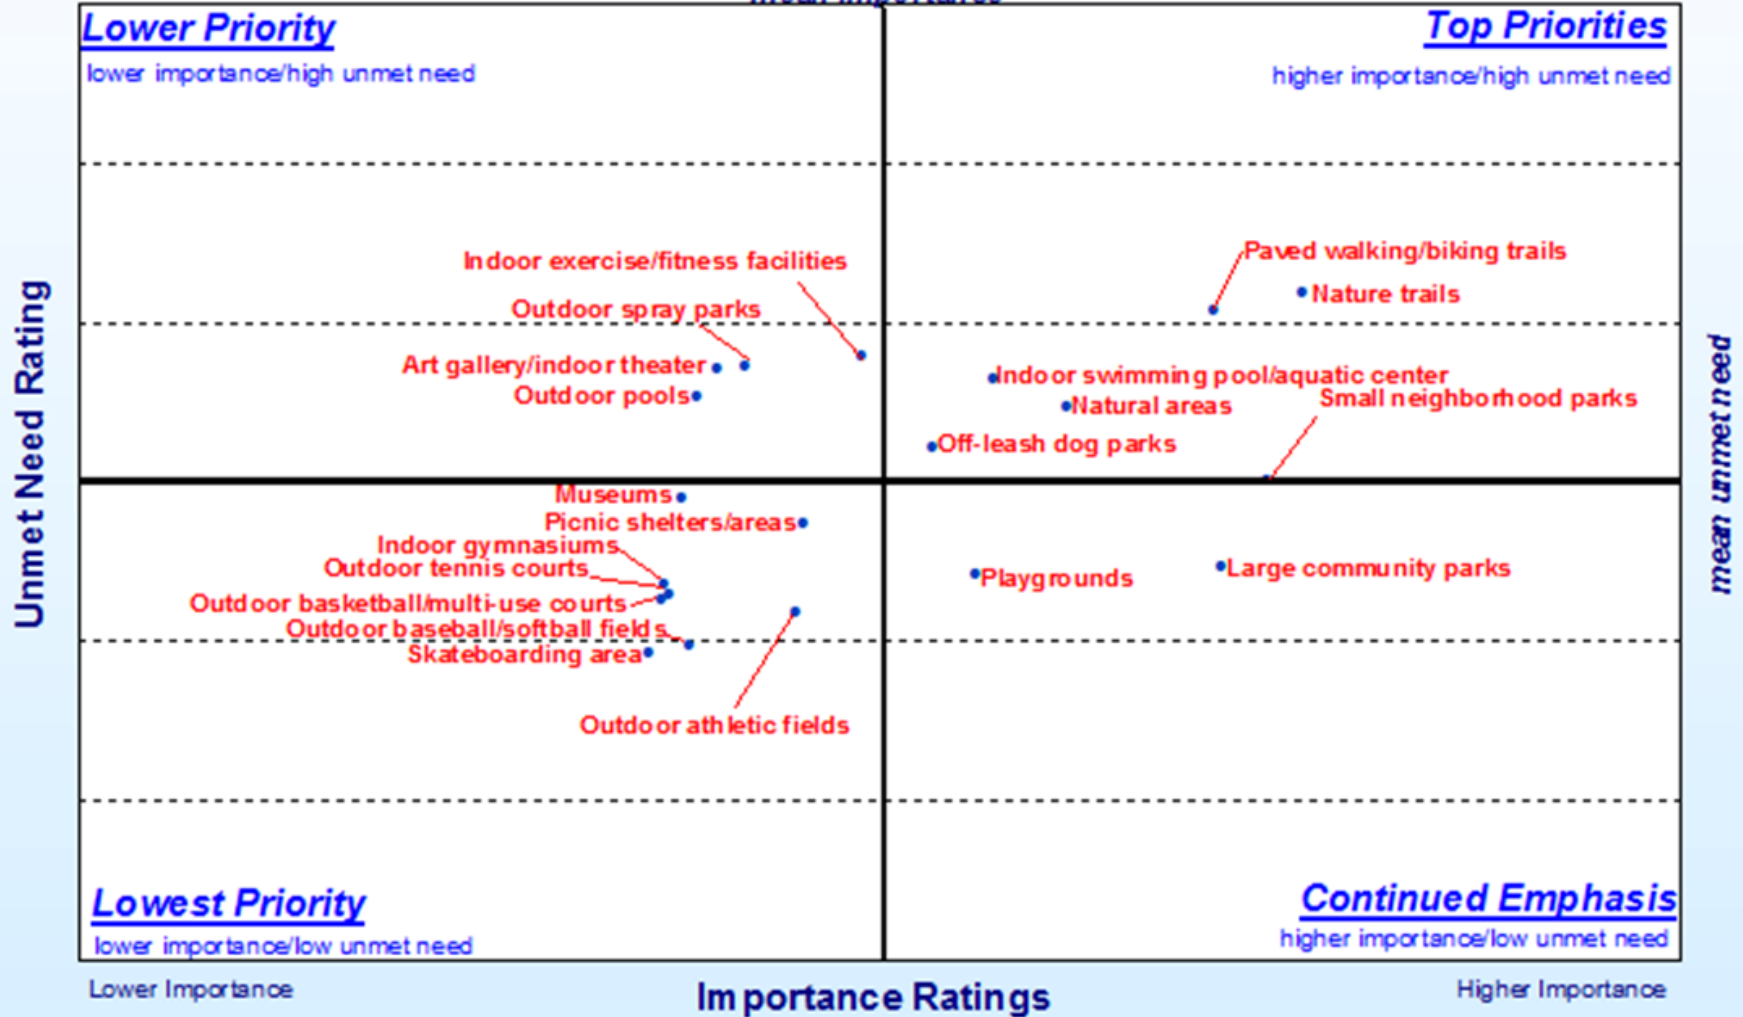 mean importance
Lower Priority
Top Priorities
lower importance/high unmet need
higher importance/high unmet need
Paved walking/biking trails
Indoor exercise/fitness facilities
Nature trails
Outdoor spray parks
Art gallery/indoor theater
Indoor swimming pool/aquatic center
Outdoor pools
Small neighborhood parks
Natural areas
Off-leash dog parks
Unmet Need Rating
mean unmet need
Museums
Picnic shelters/areas
Indoor gymnasiums
Outdoor tennis courts
Large community parks
Playgrounds
Outdoor basketball/multi-use courts
Outdoor baseball/softball fields
Skateboarding area
Outdoor athletic fields
Lowest Priority
Continued Emphasis
lower importance/low unmet need
higher importance/low unmet need
Lower Importance
Importance Ratings
Higher Importance